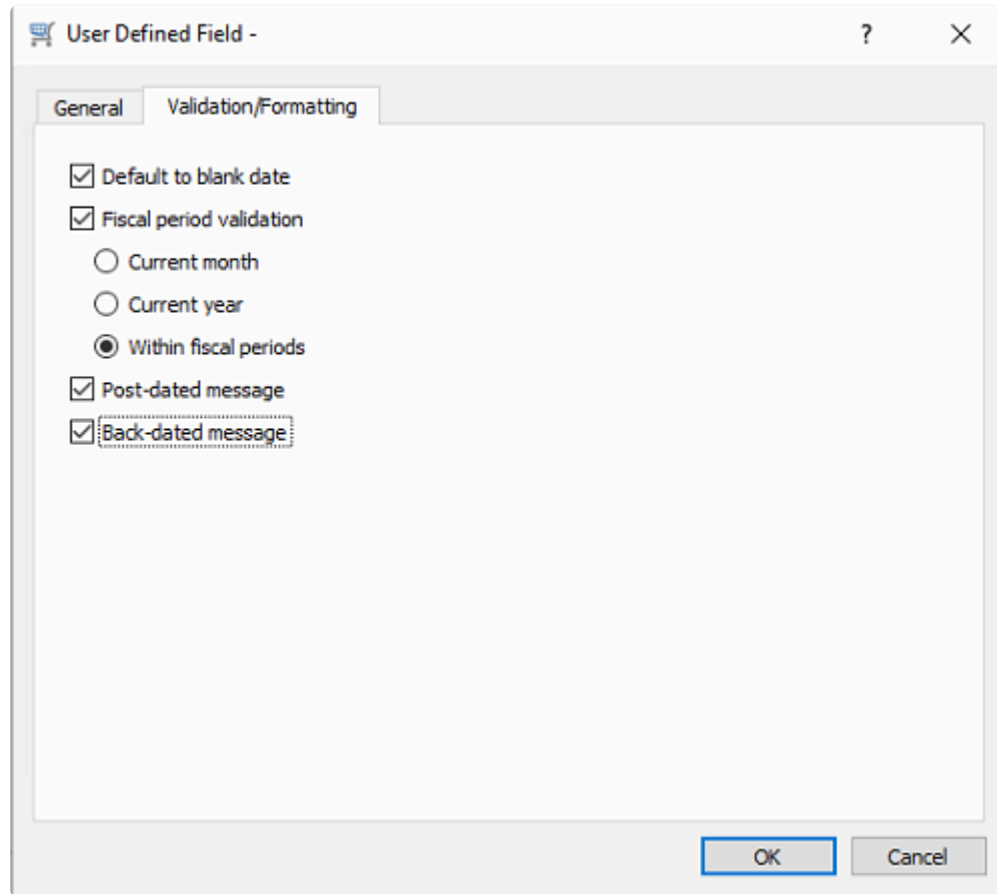 User Defined Field -
?
General
Validation/Formatting
Default to blank date
Fiscal period validation
Current month
Current year
Within fiscal periods
Post-dated message
Back-dated message
OK
Cancel